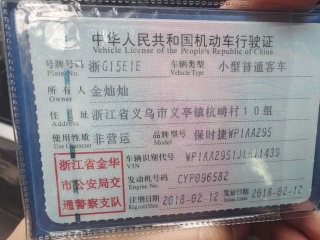 中华人民共和国机动车行驶证
Vehicle License of the People's Republic of China
号牌号码 浙G15E1E 车辆类型 小型普通客车
Plate No. Vehicle Type
所有人 金灿灿
Owner
住址 浙江省义乌市义亭镇杭畴村10组
Address
使用性质 非营运 品牌型号 保时捷WP1AA295
Use Character Model
浙江省金华
市公安局交
通警察支队
车辆识别代号
VIN
发动机号码 CYP096582
Engine No.
注册日期 2018-02-12 发证日期 2018-02-12
Register Date Issue Date